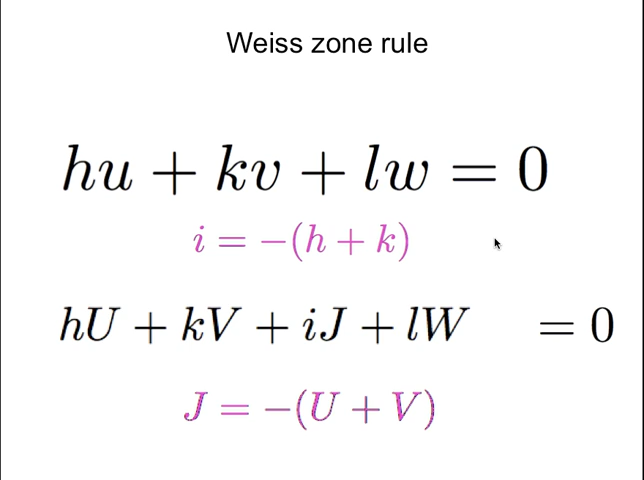 Weiss zone rule
hu + kv + lw = 0
i = −(h + k)
hU + kV + iJ + lW = 0
J = −(U + V)